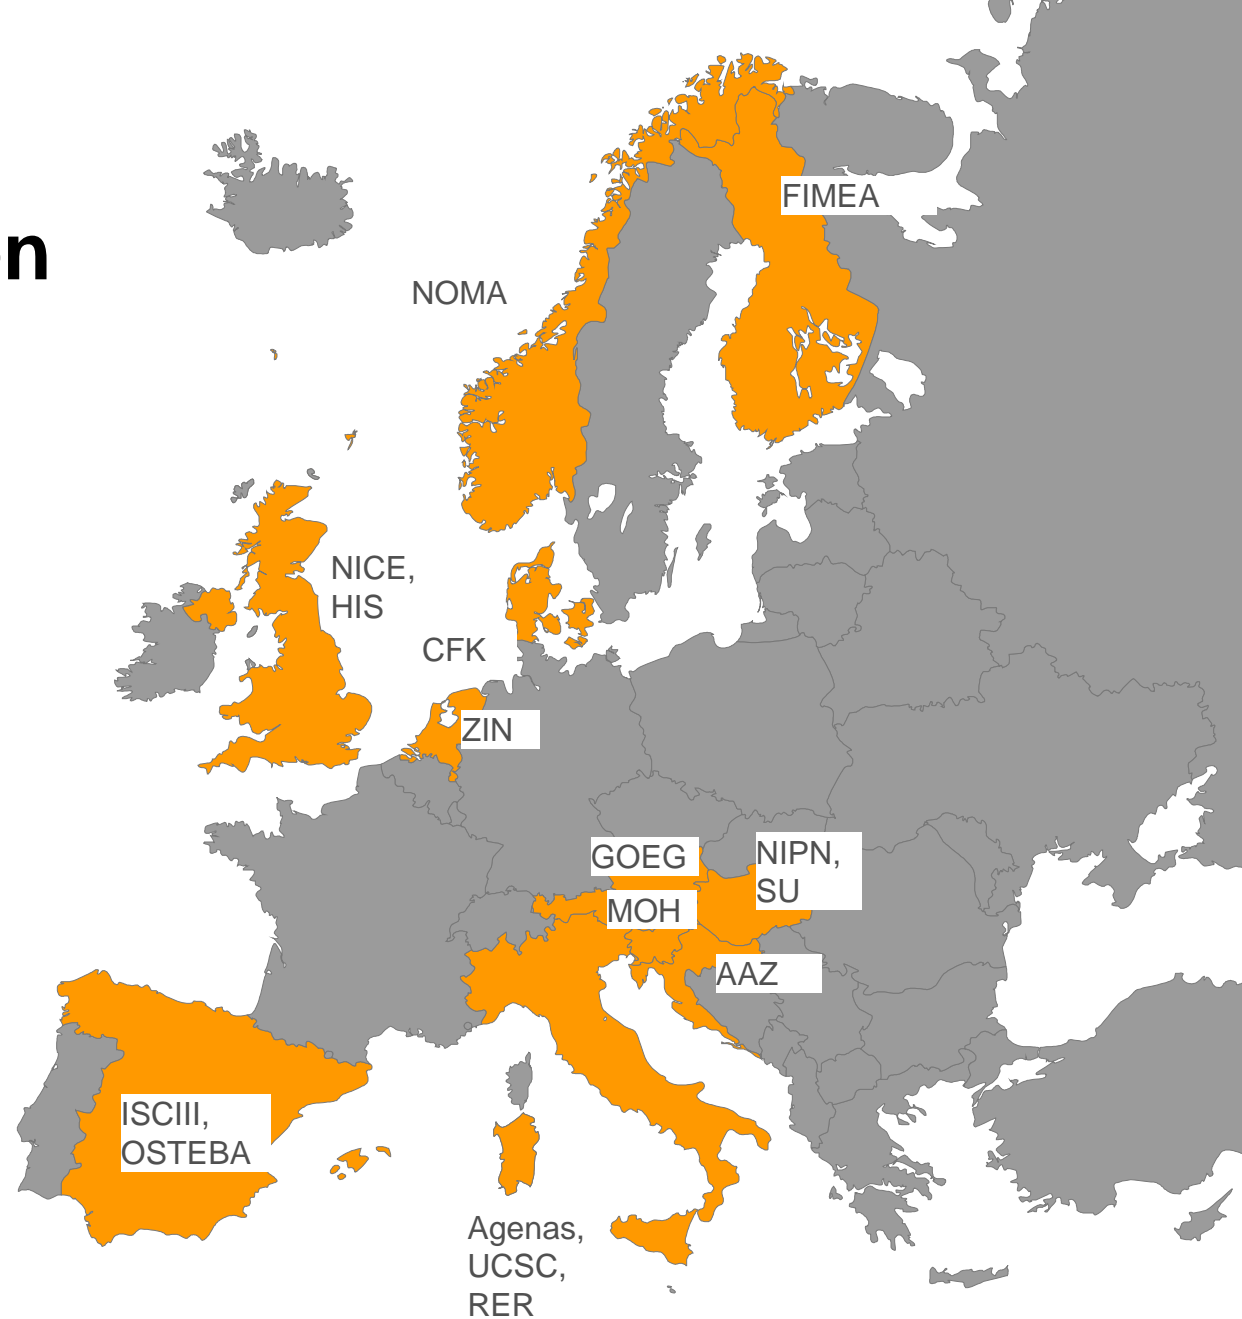 n
FIMEA
NOMA
NICE,
HIS
CFK
ZIN
GOEG
NIPN,
SU
MOH
AAZ
ISCIII,
OSTEBA
Agenas,
UCSC,
RER